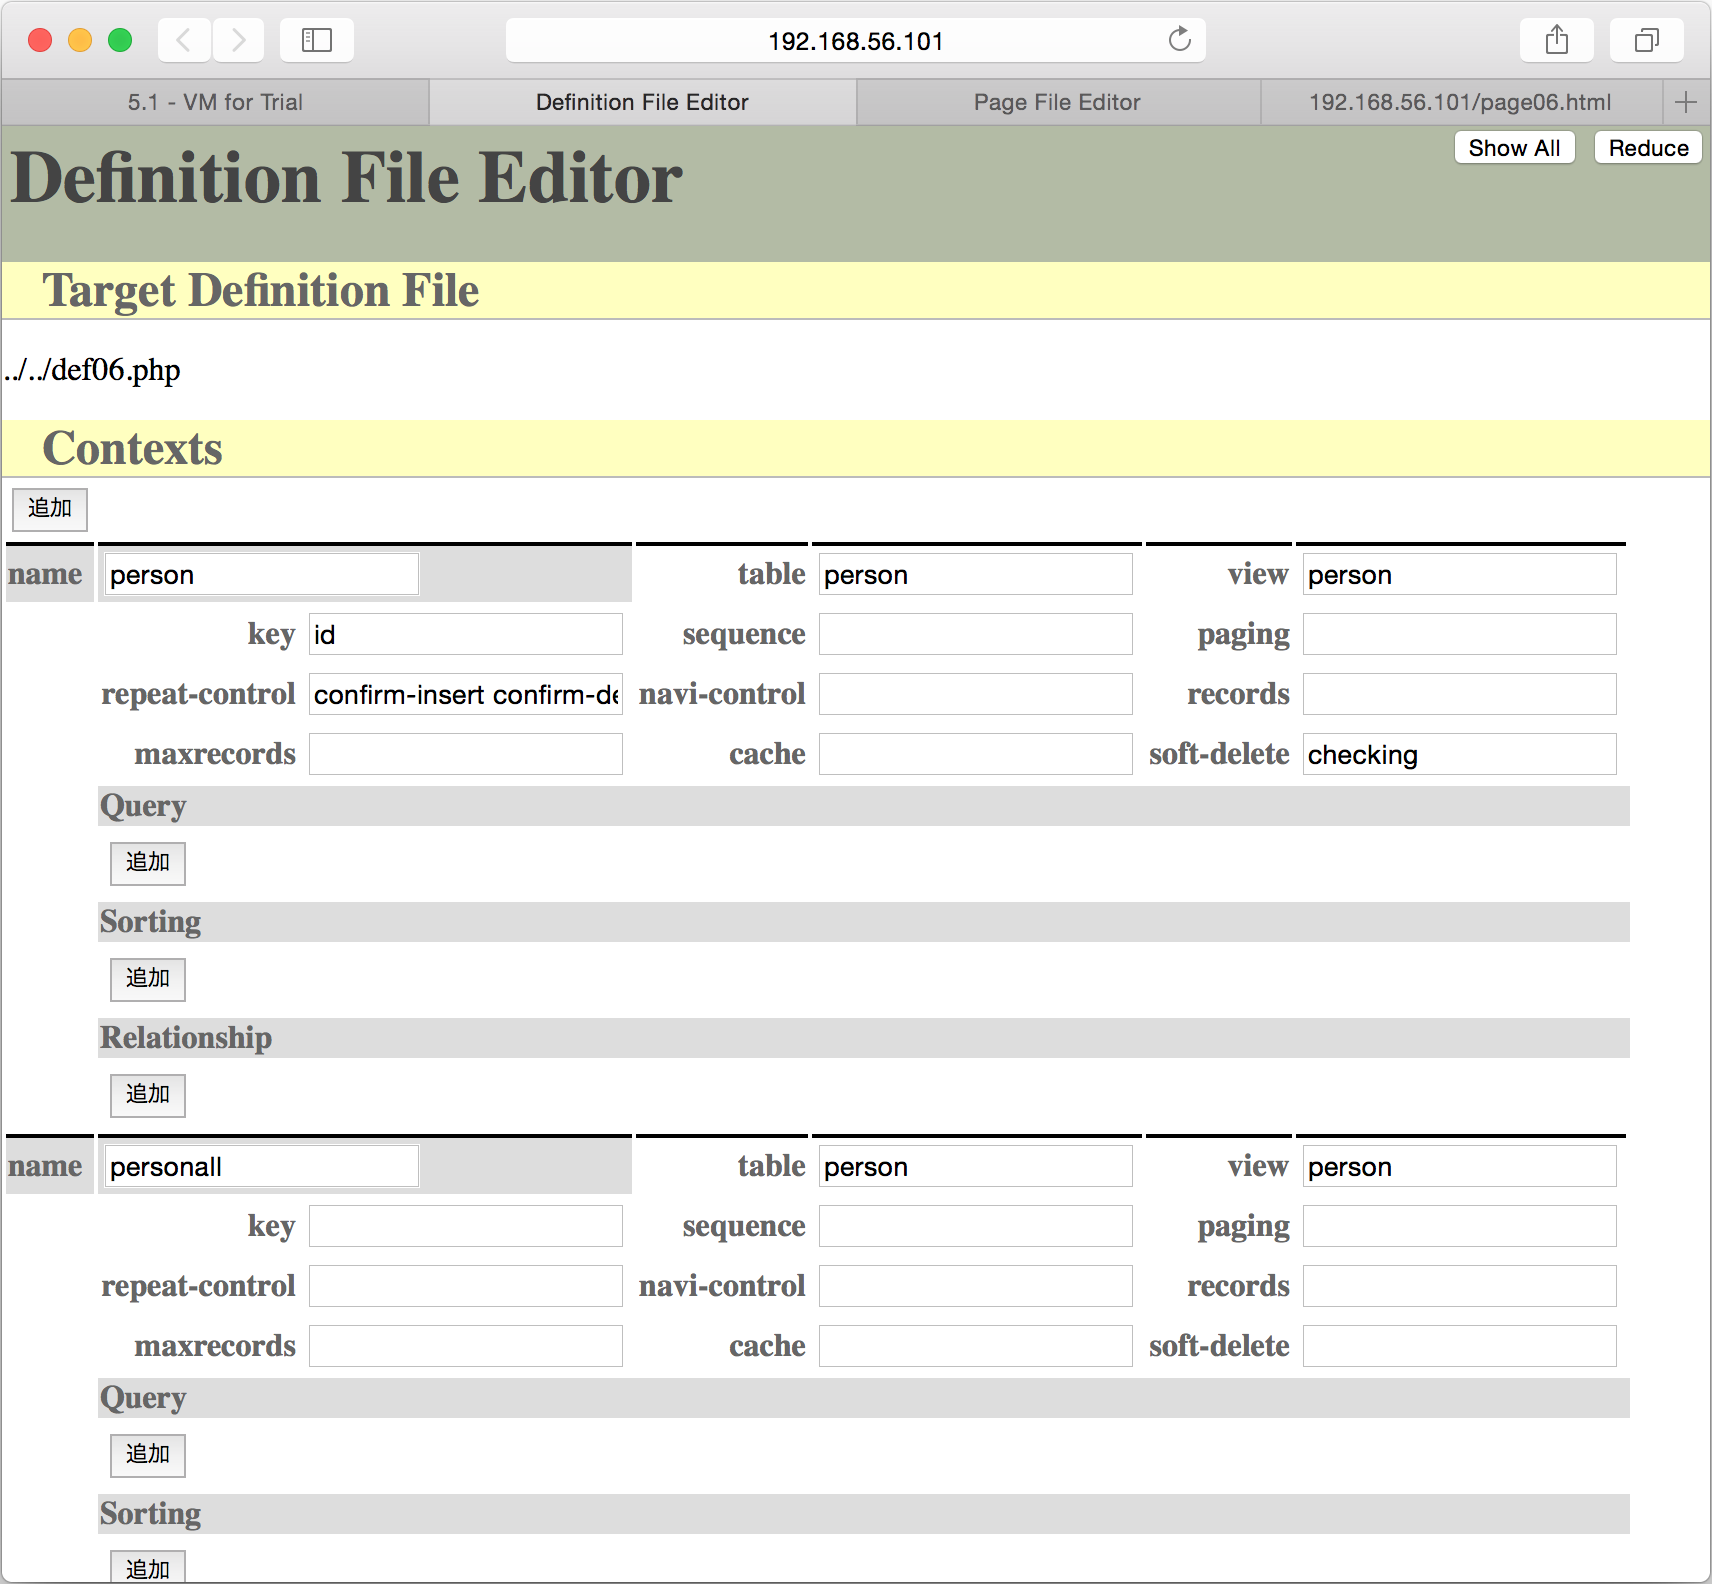 192.168.56.101
5.1 - VM for Trial
Definition File Editor
Page File Editor
192.168.56.101/page06.html
Show All
Reduce
Definition File Editor
Target Definition File
../../def06.php
Contexts
追加
name person table person view person
key id sequence paging
repeat-control confirm-insert confirm-de navi-control records
maxrecords cache soft-delete checking
Query
追加
Sorting
追加
Relationship
追加
name personall table person view person
key sequence paging
repeat-control navi-control records
maxrecords cache soft-delete
Query
追加
Sorting
追加